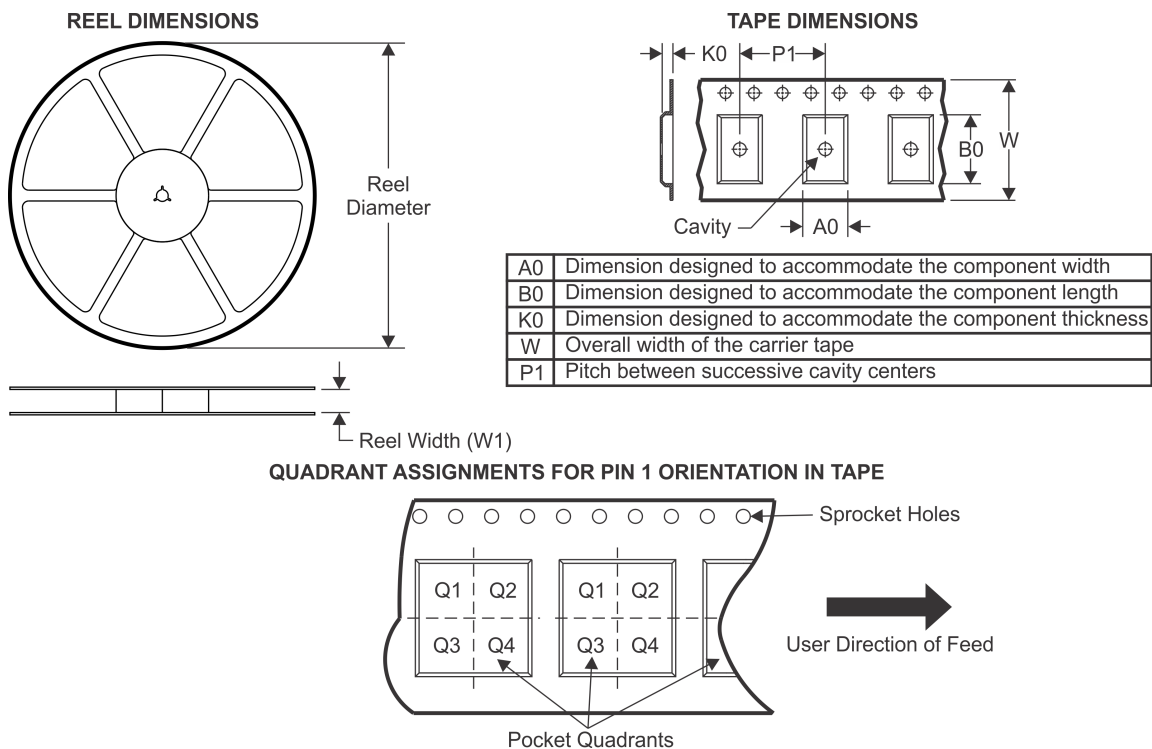 REEL DIMENSIONS
Reel
Diameter
Reel Width (W1)
TAPE DIMENSIONS
K0
P1
B0
W
Cavity
A0
A0 Dimension designed to accommodate the component width
B0 Dimension designed to accommodate the component length
K0 Dimension designed to accommodate the component thickness
W Overall width of the carrier tape
P1 Pitch between successive cavity centers
QUADRANT ASSIGNMENTS FOR PIN 1 ORIENTATION IN TAPE
Sprocket Holes
Q1 Q2 Q1 Q2
Q3 Q4 Q3 Q4
User Direction of Feed
Pocket Quadrants